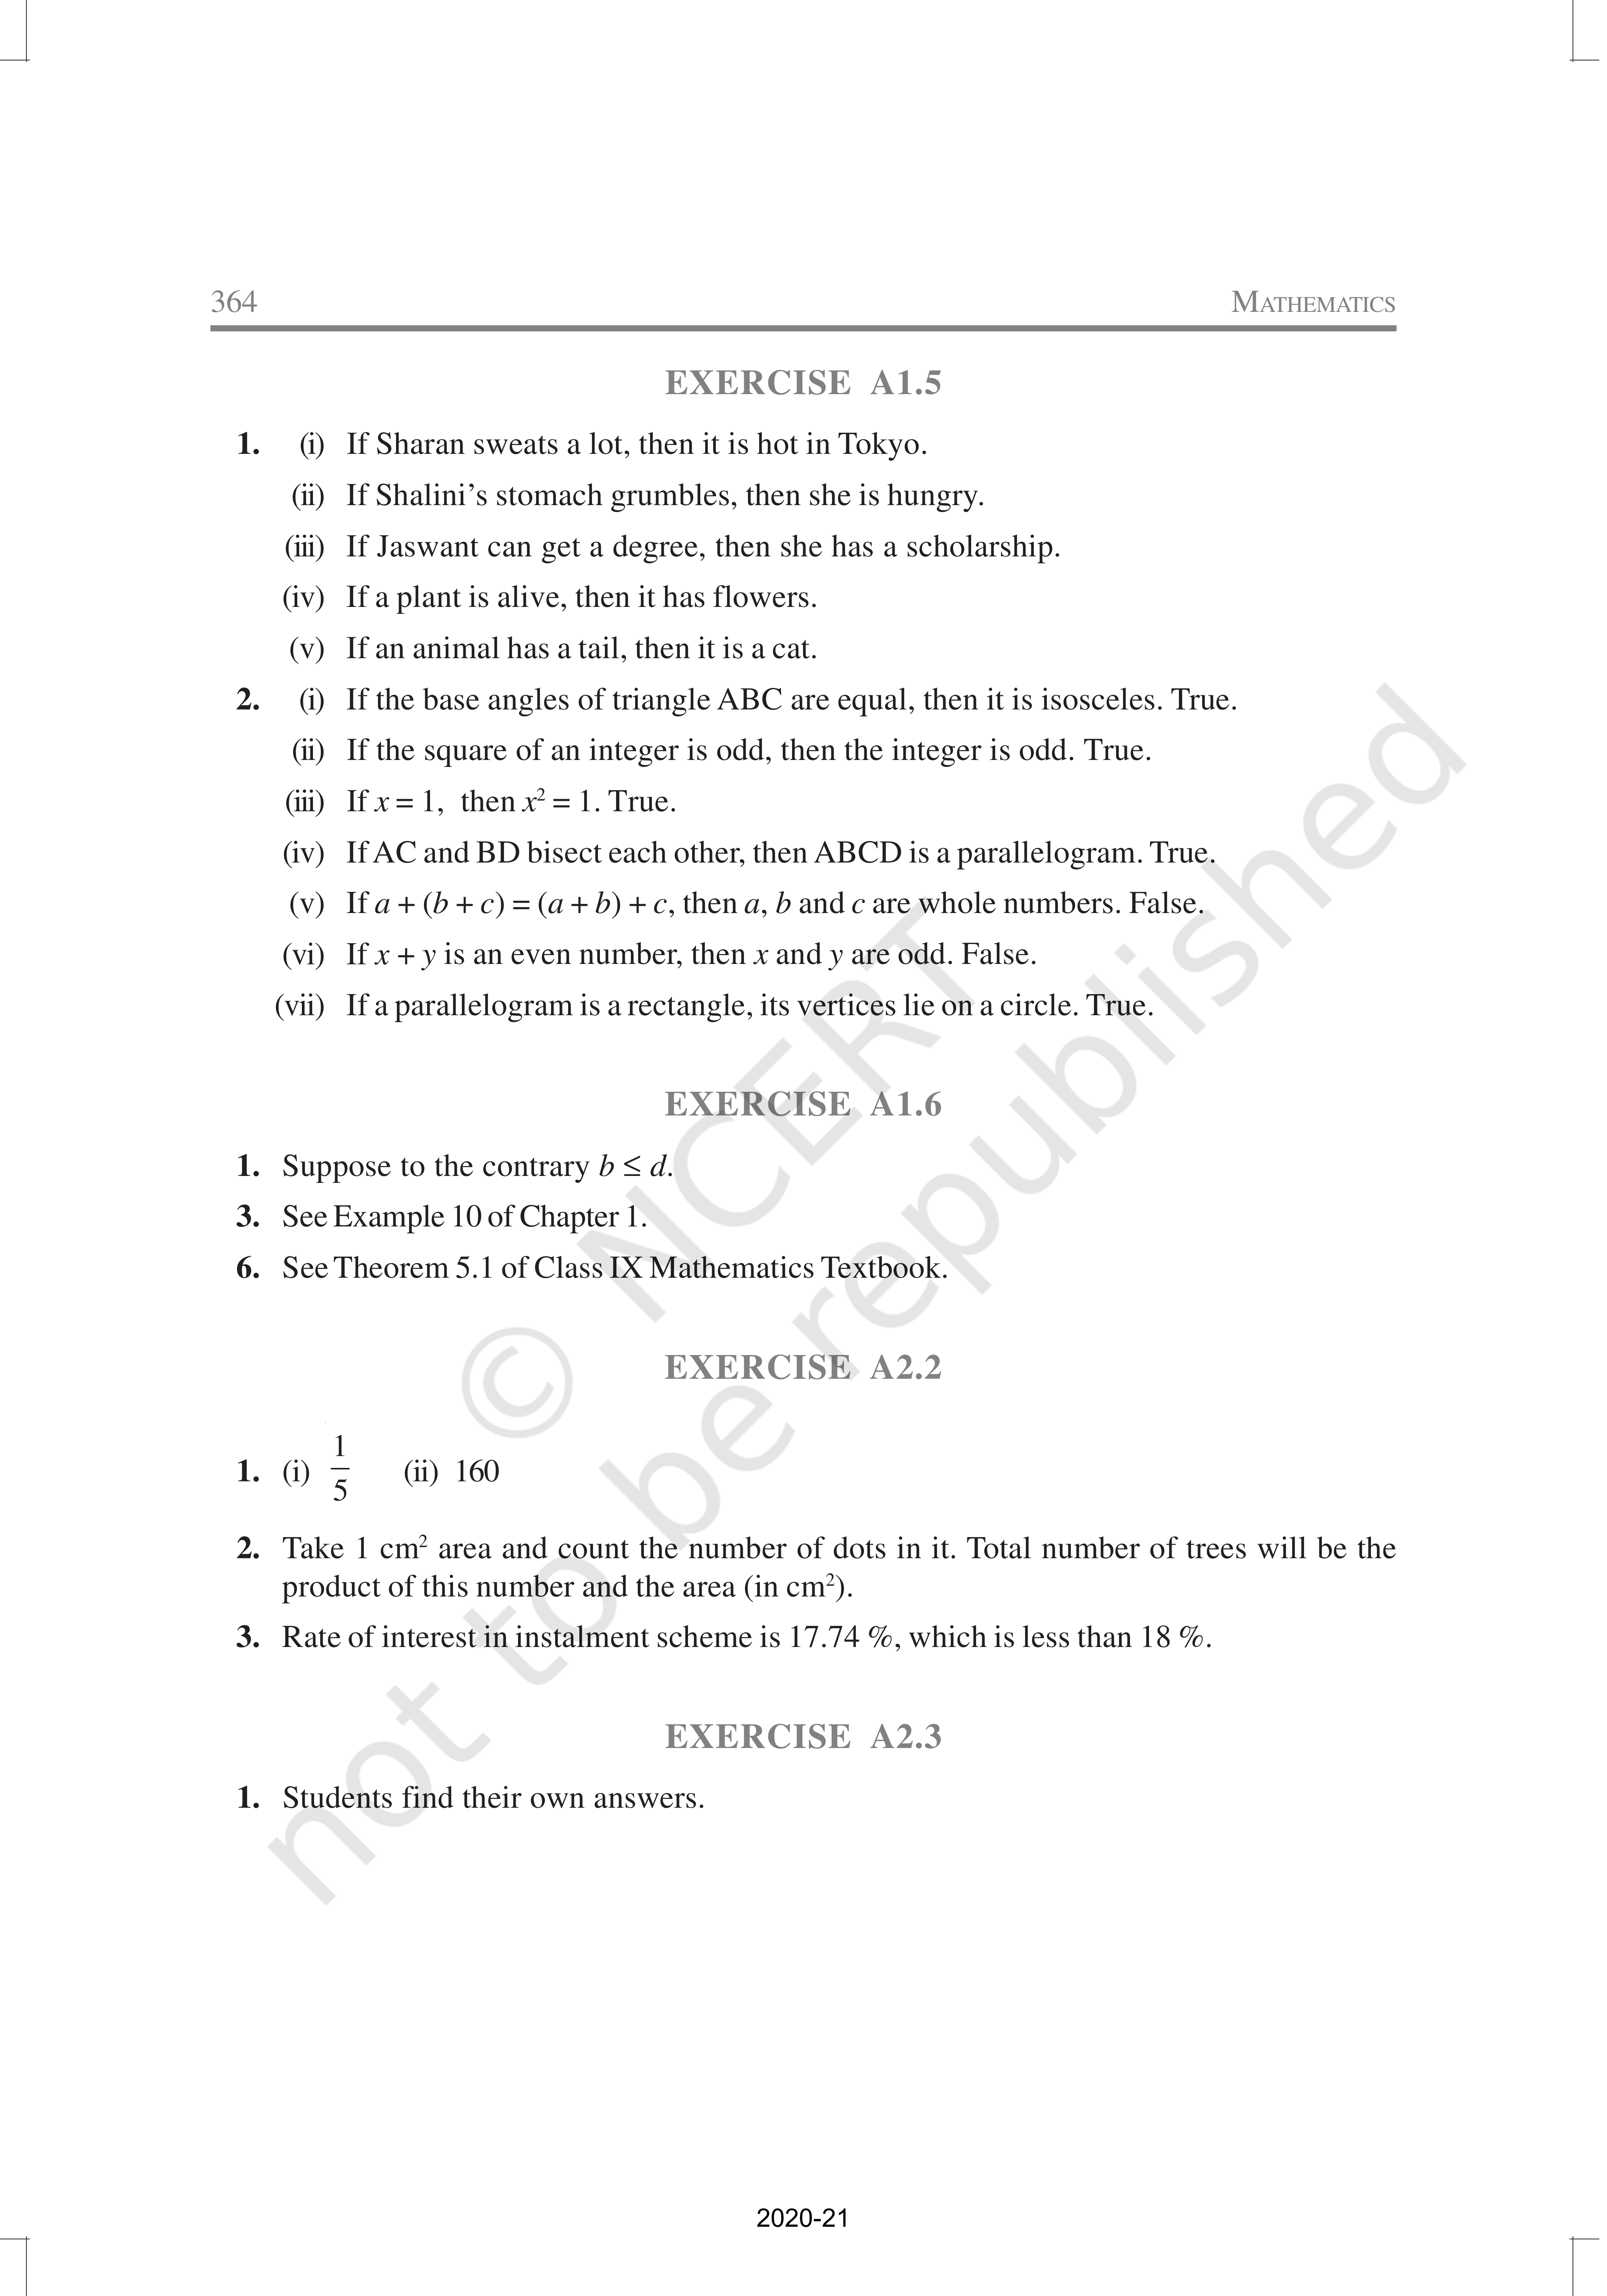 364 MATHEMATICS
EXERCISE A1.5
1. (i) If Sharan sweats a lot, then it is hot in Tokyo.
(ii) If Shalini’s stomach grumbles, then she is hungry.
(iii) If Jaswant can get a degree, then she has a scholarship.
(iv) If a plant is alive, then it has flowers.
(v) If an animal has a tail, then it is a cat.
2. (i) If the base angles of triangle ABC are equal, then it is isosceles. True.
(ii) If the square of an integer is odd, then the integer is odd. True.
(iii) If x = 1, then x² = 1. True.
(iv) If AC and BD bisect each other, then ABCD is a parallelogram. True.
(v) If a + (b + c) = (a + b) + c, then a, b and c are whole numbers. False.
(vi) If x + y is an even number, then x and y are odd. False.
(vii) If a parallelogram is a rectangle, its vertices lie on a circle. True.
EXERCISE A1.6
1. Suppose to the contrary b ≤ d.
3. See Example 10 of Chapter 1.
6. See Theorem 5.1 of Class IX Mathematics Textbook.
EXERCISE A2.2
1. (i) 1/5 (ii) 160
2. Take 1 cm² area and count the number of dots in it. Total number of trees will be the
product of this number and the area (in cm²).
3. Rate of interest in instalment scheme is 17.74 %, which is less than 18 %.
EXERCISE A2.3
1. Students find their own answers.
© NCERT
not to be republished
2020-21